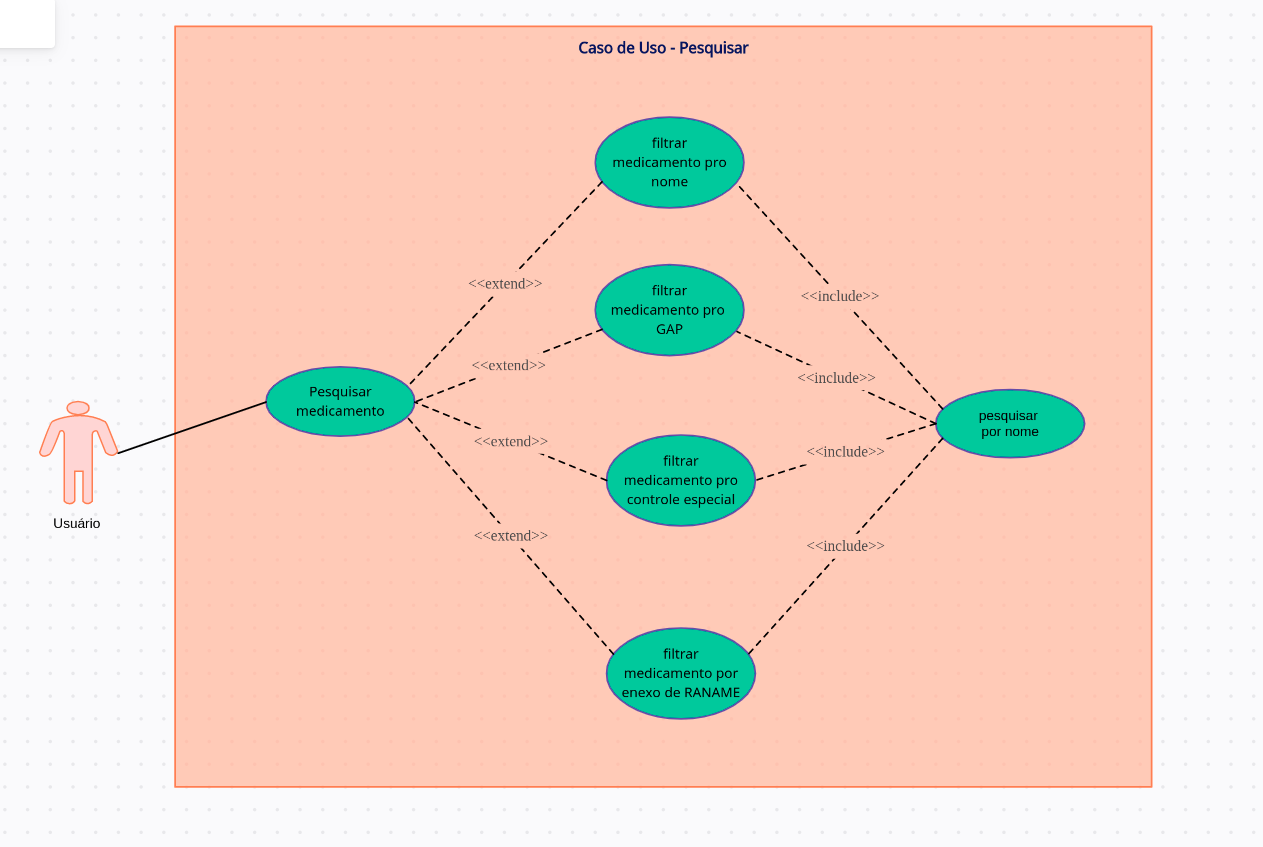 Caso de Uso - Pesquisar
filtrar
medicamento pro
nome
<<extend>>
<<include>>
filtrar
medicamento pro
GAP
<<extend>>
<<include>>
Pesquisar
medicamento
pesquisar
por nome
<<extend>>
<<include>>
filtrar
medicamento pro
controle especial
Usuário
<<extend>>
<<include>>
filtrar
medicamento por
enexo de RANAME